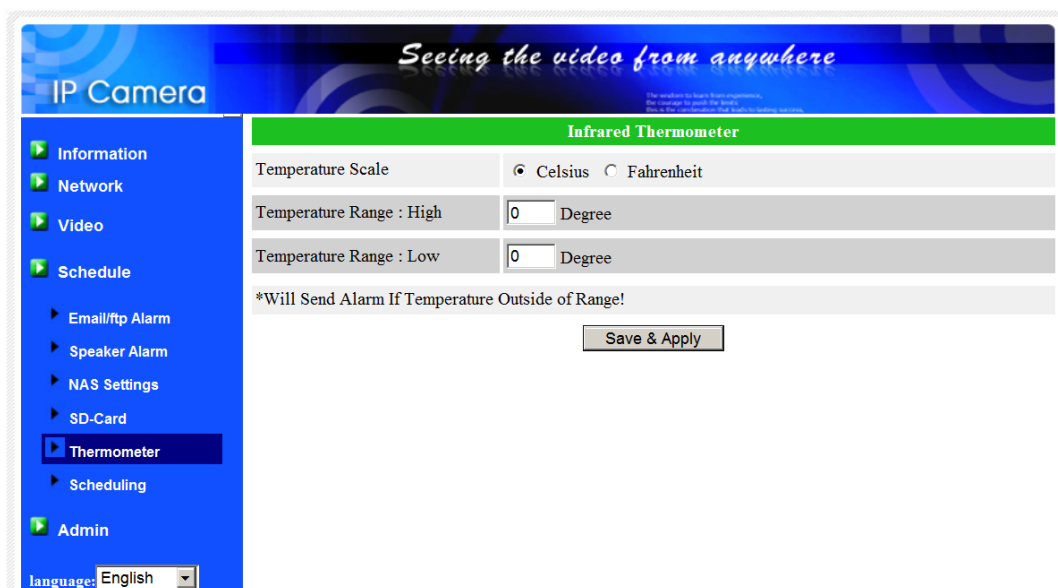 Seeing the video from anywhere
IP Camera
Information
Network
Video
Schedule
Email/ftp Alarm
Speaker Alarm
NAS Settings
SD-Card
Thermometer
Scheduling
Admin
language: English
Infrared Thermometer
Temperature Scale Celsius Fahrenheit
Temperature Range : High 0 Degree
Temperature Range : Low 0 Degree
*Will Send Alarm If Temperature Outside of Range!
Save & Apply